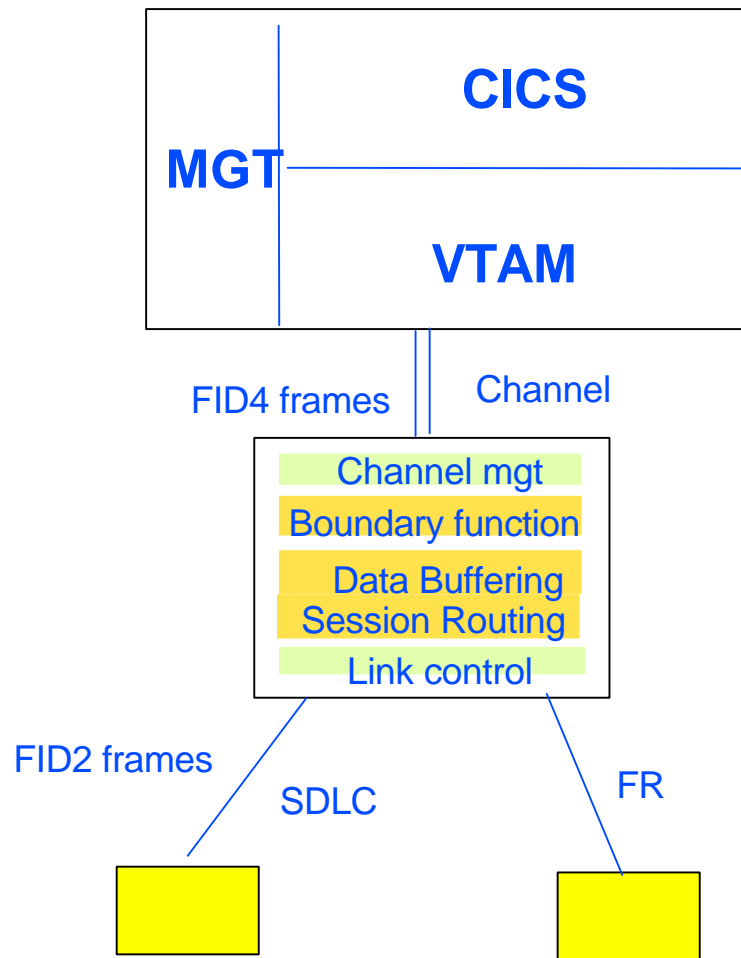 CICS
MGT
VTAM
FID4 frames
Channel
Channel mgt
Boundary function
Data Buffering
Session Routing
Link control
FID2 frames
SDLC
FR